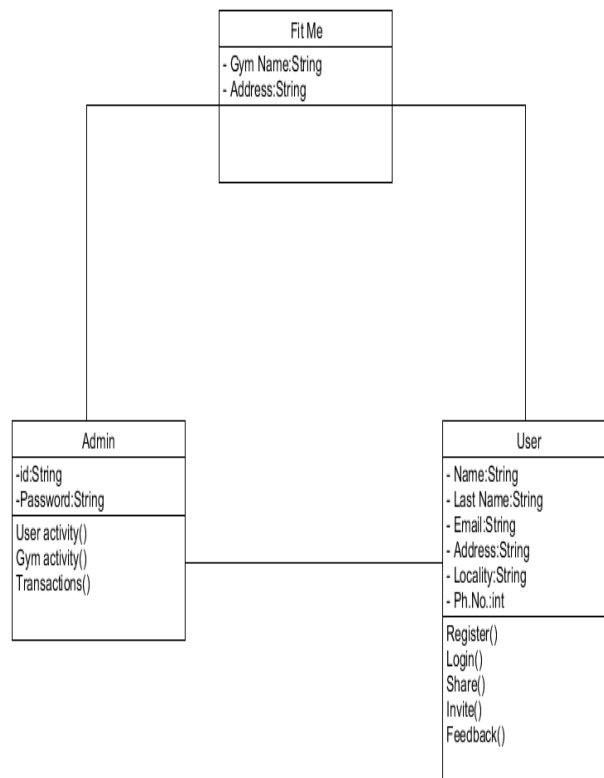 Fit Me
- Gym Name:String
- Address:String
Admin
-id:String
-Password:String
User activity()
Gym activity()
Transactions()
User
- Name:String
- Last Name:String
- Email:String
- Address:String
- Locality:String
- Ph.No.:int
Register()
Login()
Share()
Invite()
Feedback()